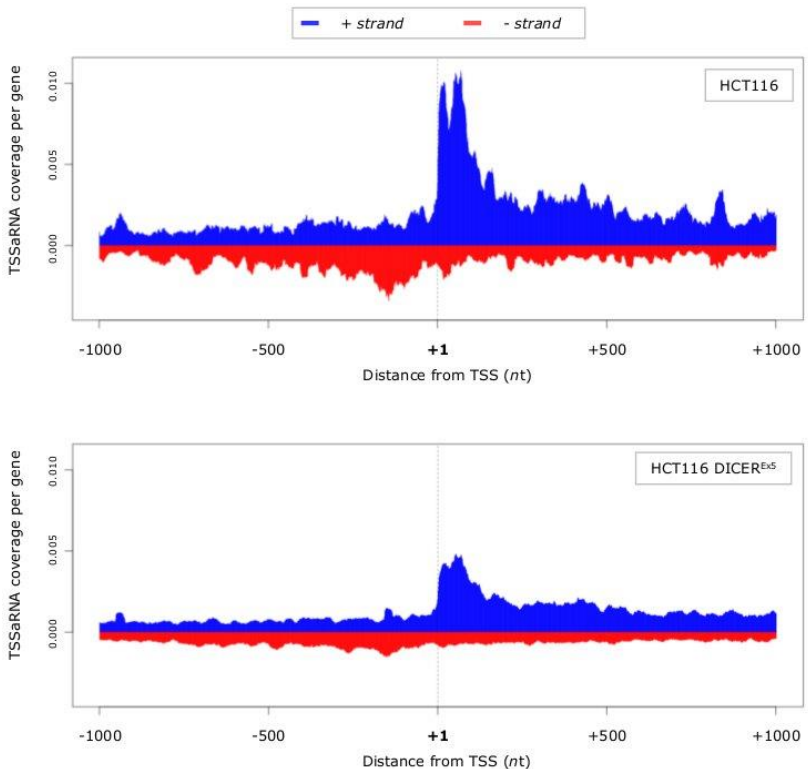 + strand - strand
TSSaRNA coverage per gene
0.010
0.005
0.000
HCT116
-1000 -500 +1 +500 +1000
Distance from TSS (nt)
TSSaRNA coverage per gene
0.010
0.005
0.000
HCT116 DICERᴱˣ⁵
-1000 -500 +1 +500 +1000
Distance from TSS (nt)